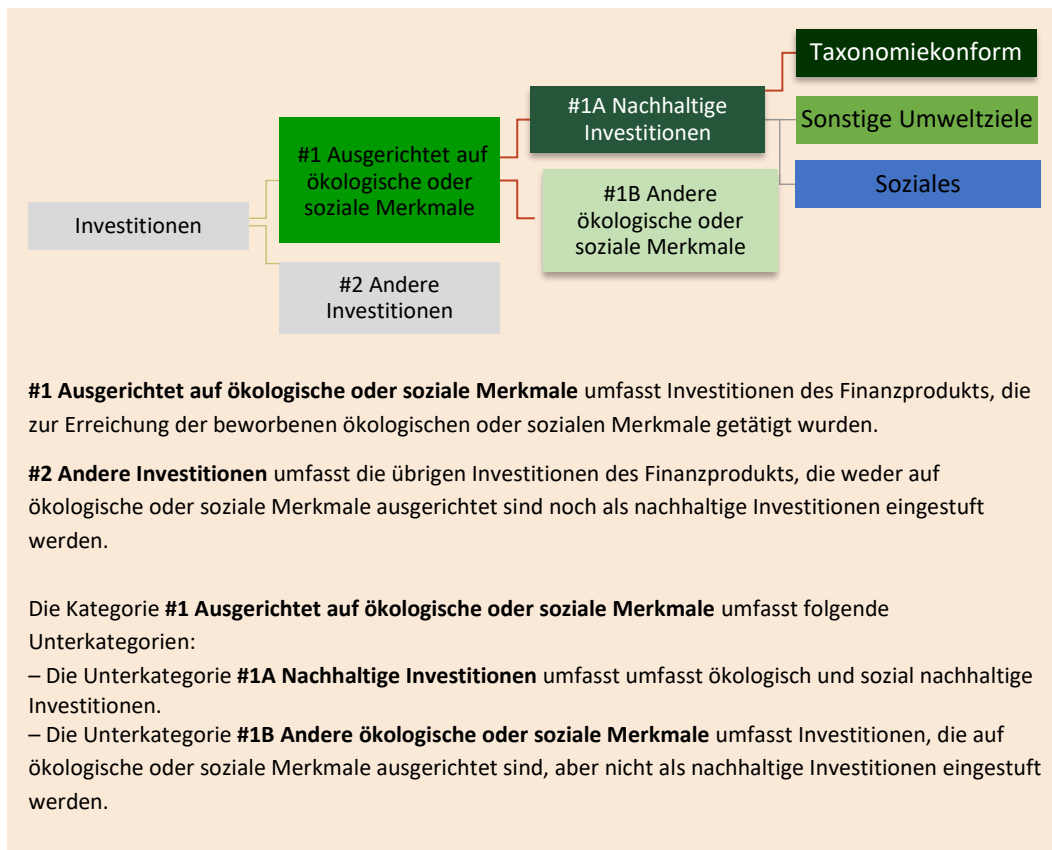 Taxonomiekonform
#1A Nachhaltige
Investitionen
Sonstige Umweltziele
Soziales
#1 Ausgerichtet auf
ökologische oder
soziale Merkmale
#1B Andere
ökologische oder
soziale Merkmale
Investitionen
#2 Andere
Investitionen
#1 Ausgerichtet auf ökologische oder soziale Merkmale umfasst Investitionen des Finanzprodukts, die
zur Erreichung der beworbenen ökologischen oder sozialen Merkmale getätigt wurden.
#2 Andere Investitionen umfasst die übrigen Investitionen des Finanzprodukts, die weder auf
ökologische oder soziale Merkmale ausgerichtet sind noch als nachhaltige Investitionen eingestuft
werden.
Die Kategorie #1 Ausgerichtet auf ökologische oder soziale Merkmale umfasst folgende
Unterkategorien:
– Die Unterkategorie #1A Nachhaltige Investitionen umfasst umfasst ökologisch und sozial nachhaltige
Investitionen.
– Die Unterkategorie #1B Andere ökologische oder soziale Merkmale umfasst Investitionen, die auf
ökologische oder soziale Merkmale ausgerichtet sind, aber nicht als nachhaltige Investitionen eingestuft
werden.